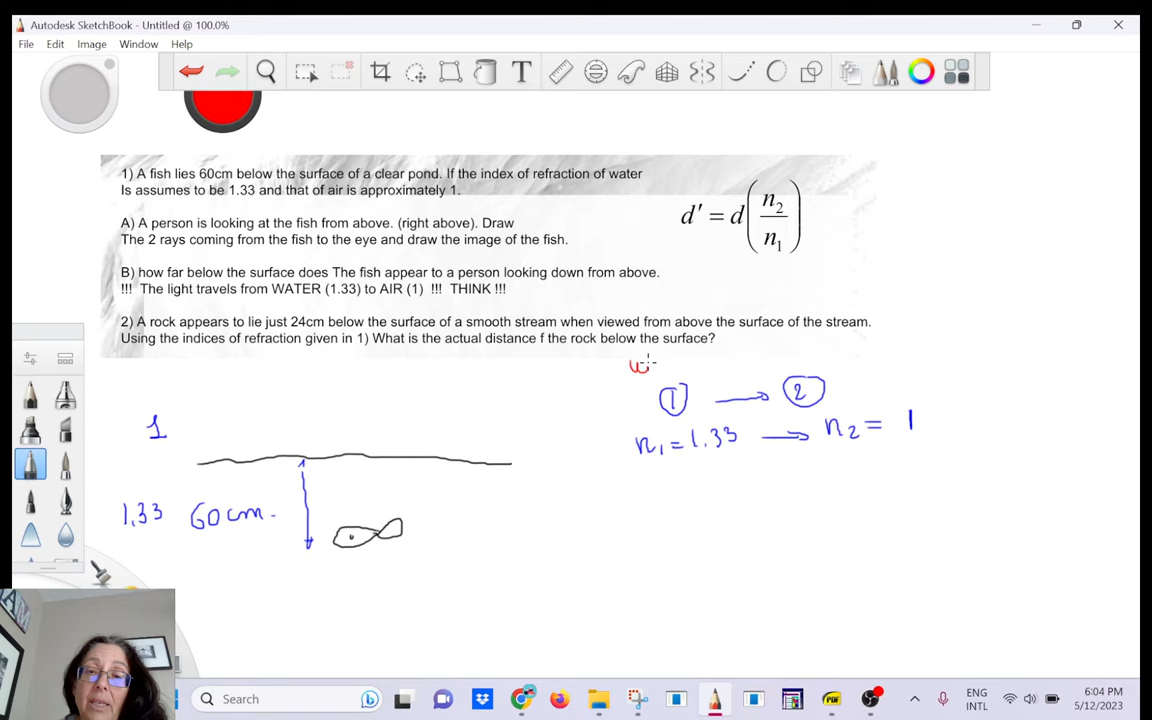 Autodesk SketchBook - Untitled @ 100.0%
File Edit Image Window Help
1) A fish lies 60cm below the surface of a clear pond. If the index of refraction of water
Is assumes to be 1.33 and that of air is approximately 1.
A) A person is looking at the fish from above. (right above). Draw
The 2 rays coming from the fish to the eye and draw the image of the fish.
d' = d(n2/n1)
B) how far below the surface does The fish appear to a person looking down from above.
!!! The light travels from WATER (1.33) to AIR (1) !!! THINK !!!
2) A rock appears to lie just 24cm below the surface of a smooth stream when viewed from above the surface of the stream.
Using the indices of refraction given in 1) What is the actual distance f the rock below the surface?
w
1 → 2
n1 = 1.33 → n2 = 1
1
1.33 60cm.
Search
ENG
INTL
6:04 PM
5/12/2023